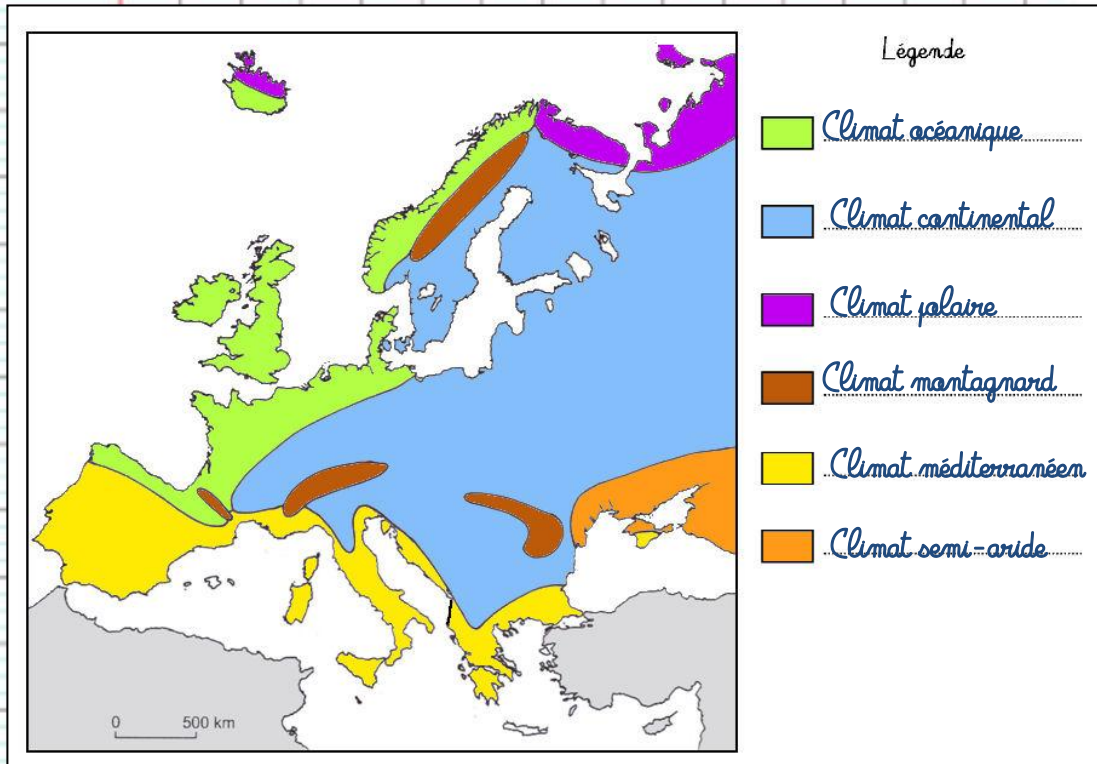 Légende
Climat océanique
Climat continental
Climat polaire
Climat montagnard
Climat méditerranéen
Climat semi-aride
0 500 km